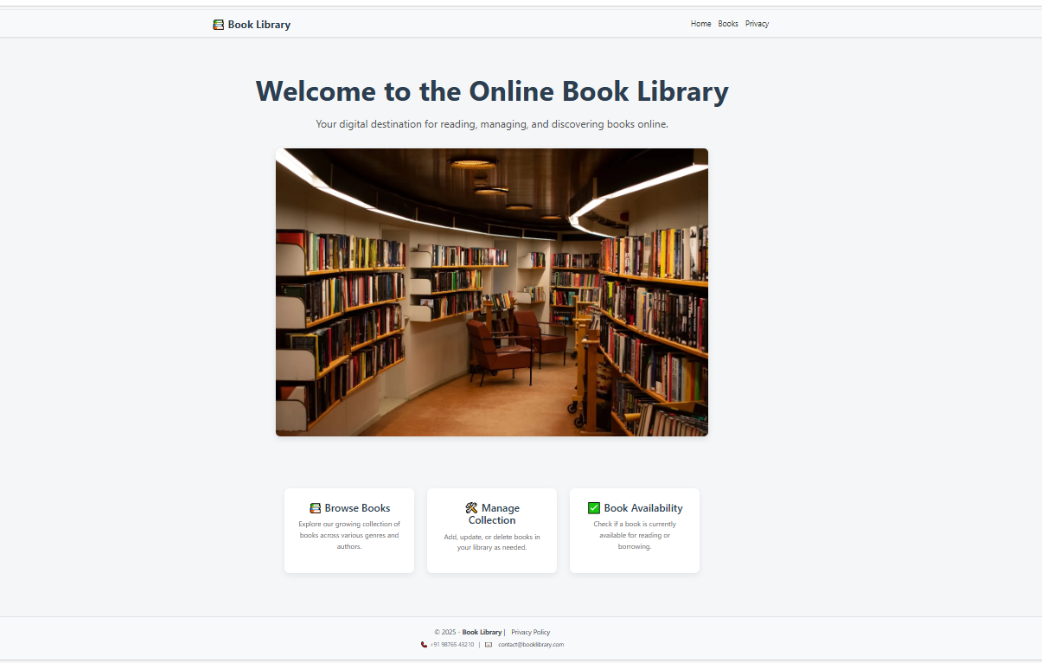 Book Library
Home Books Privacy
Welcome to the Online Book Library
Your digital destination for reading, managing, and discovering books online.
Browse Books
Explore our growing collection of
books across various genres and
authors.
Manage
Collection
Add, update, or delete books in
your library as needed.
Book Availability
Check if a book is currently
available for reading or
borrowing.
© 2025 - Book Library | Privacy Policy
+91 98765 43210 | contact@booklibrary.com